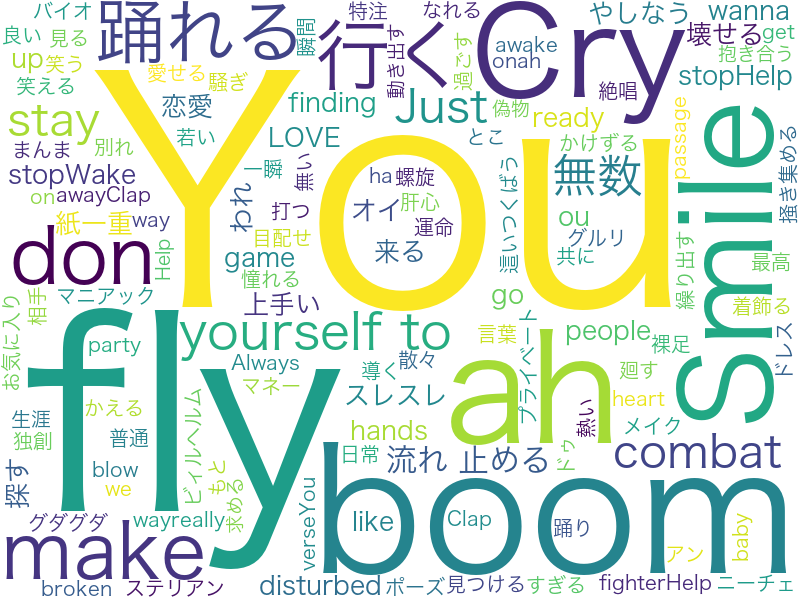 バイオ
特注
なれる
やしなう
wanna
良い
見る
踊れる
瞬間
行く
動き出す
過ごす
Cry
awake
onah
壊せる
get
up
笑う
愛せる
騒ぎ
抱き合う
笑える
恋愛
finding
Just
偽物
絶唱
stopHelp
stay
若い
LOVE
とこ
ready
かけずる
passage
掻き集める
まんま
別れ
You
一瞬
無い
ha
螺旋
這いつくばう
無数
Smile
stopWake
on
awayClap
われ
打つ
オイ
肝心
運命
ou
紙一重
way
Help
目配せ
来る
グルリ
don
game
共に
繰り出す
最高
憧れる
マニアック
上手い
go
着飾る
お気に入り
相手
fly
yourself to
言葉
people
プライベート
裸足
ドレス
party
Always
散々
ah
導く
廻す
マネー
スレスレ
heart
生涯
かえる
ビィルヘルム
もと
hands
メイク
独創
普通
日常
流れ
止める
ドゥ
combat
探す
blow
we
求める
verseYou
boom
アン
baby
グダグダ
wayreally
like
Clap
踊り
make
broken
ステリアン
disturbed
ポーズ
見つける
すぎる
fighterHelp
ニーチェ
熱い